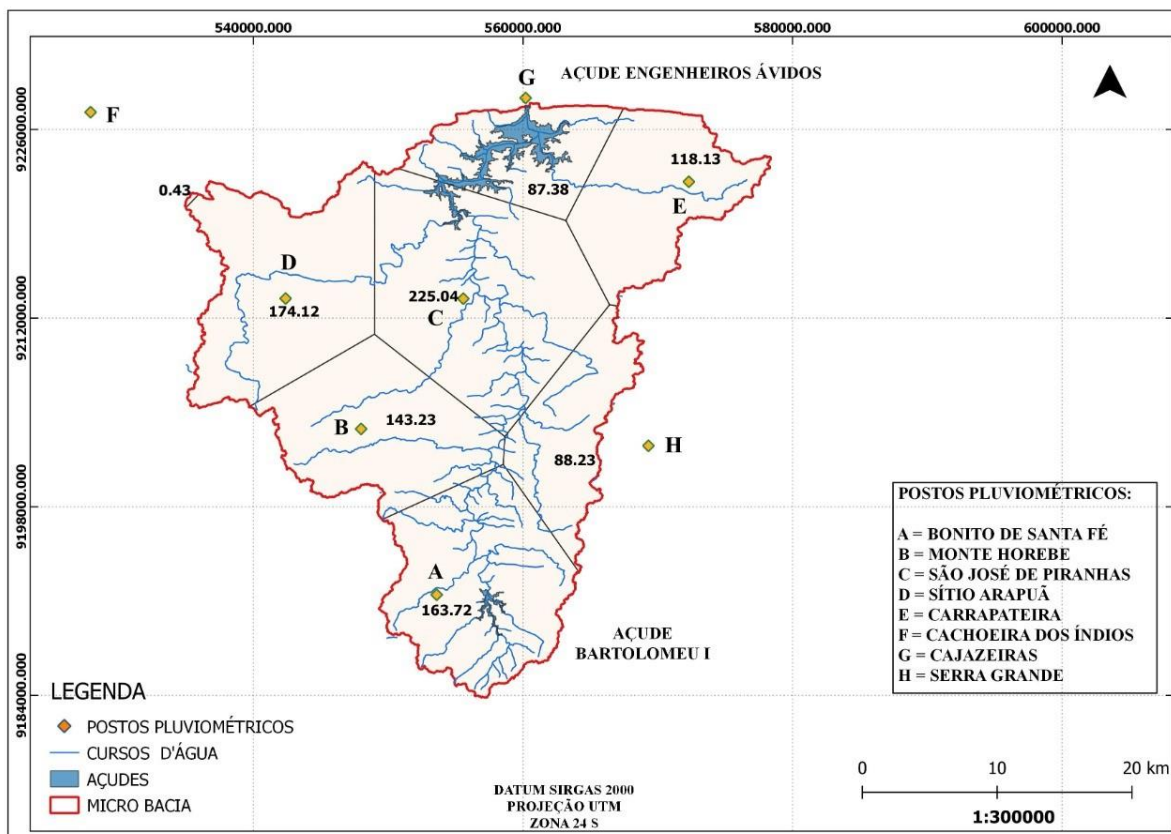 540000.000
560000.000
580000.000
600000.000
G
AÇUDE ENGENHEIROS ÁVIDOS
F
9226000.000
118.13
0.43
87.38
E
D
225.04
174.12
C
9212000.000
143.23
B
H
88.23
9198000.000
POSTOS PLUVIOMÉTRICOS:
A = BONITO DE SANTA FÉ
B = MONTE HOREBE
C = SÃO JOSÉ DE PIRANHAS
D = SÍTIO ARAPUÃ
E = CARRAPATEIRA
F = CACHOEIRA DOS ÍNDIOS
G = CAJAZEIRAS
H = SERRA GRANDE
A
163.72
AÇUDE
BARTOLOMEU I
9184000.000
LEGENDA
POSTOS PLUVIOMÉTRICOS
CURSOS D'ÁGUA
AÇUDES
MICRO BACIA
DATUM SIRGAS 2000
PROJEÇÃO UTM
ZONA 24 S
0 10 20 km
1:300000